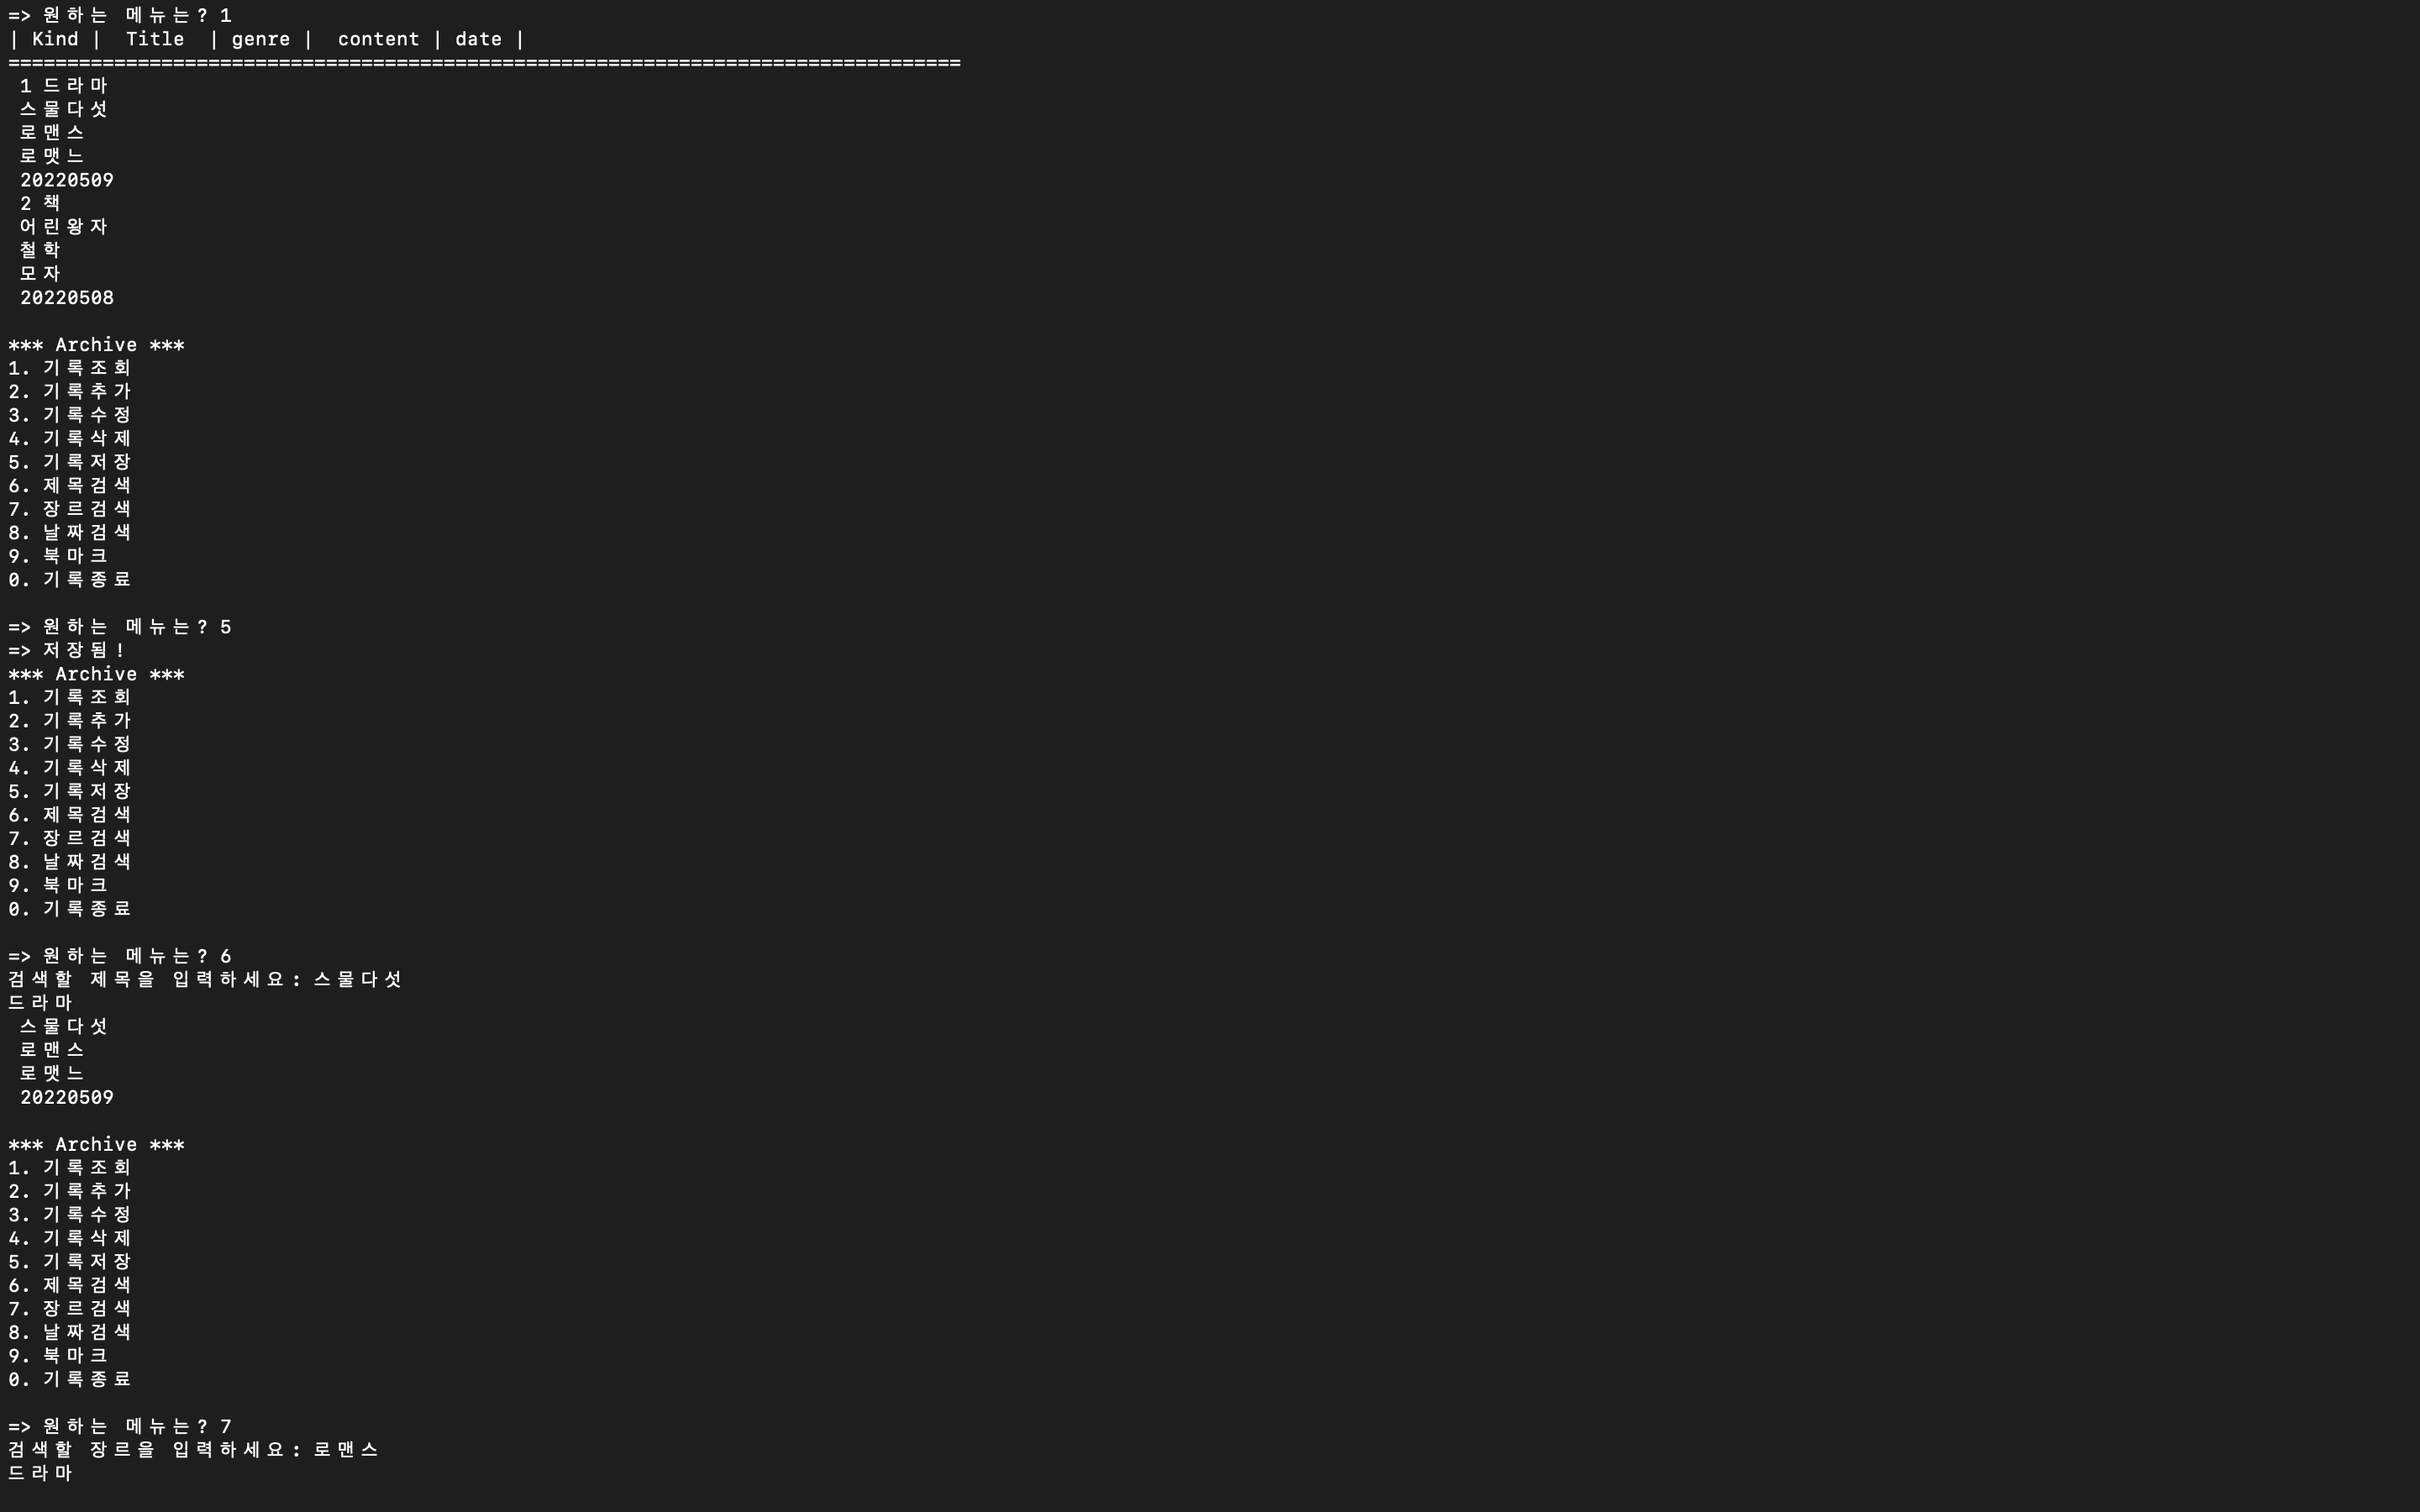 => 원하는 메뉴는? 1
| Kind |  Title  | genre |  content | date |
=================================================================================
 1 드라마
 스물다섯
 로맨스
 로맷느
 20220509
 2 책
 어린왕자
 철학
 모자
 20220508

*** Archive ***
1. 기록조회
2. 기록추가
3. 기록수정
4. 기록삭제
5. 기록저장
6. 제목검색
7. 장르검색
8. 날짜검색
9. 북마크
0. 기록종료

=> 원하는 메뉴는? 5
=> 저장됨!
*** Archive ***
1. 기록조회
2. 기록추가
3. 기록수정
4. 기록삭제
5. 기록저장
6. 제목검색
7. 장르검색
8. 날짜검색
9. 북마크
0. 기록종료

=> 원하는 메뉴는? 6
검색할 제목을 입력하세요: 스물다섯
드라마
 스물다섯
 로맨스
 로맷느
 20220509

*** Archive ***
1. 기록조회
2. 기록추가
3. 기록수정
4. 기록삭제
5. 기록저장
6. 제목검색
7. 장르검색
8. 날짜검색
9. 북마크
0. 기록종료

=> 원하는 메뉴는? 7
검색할 장르을 입력하세요: 로맨스
드라마